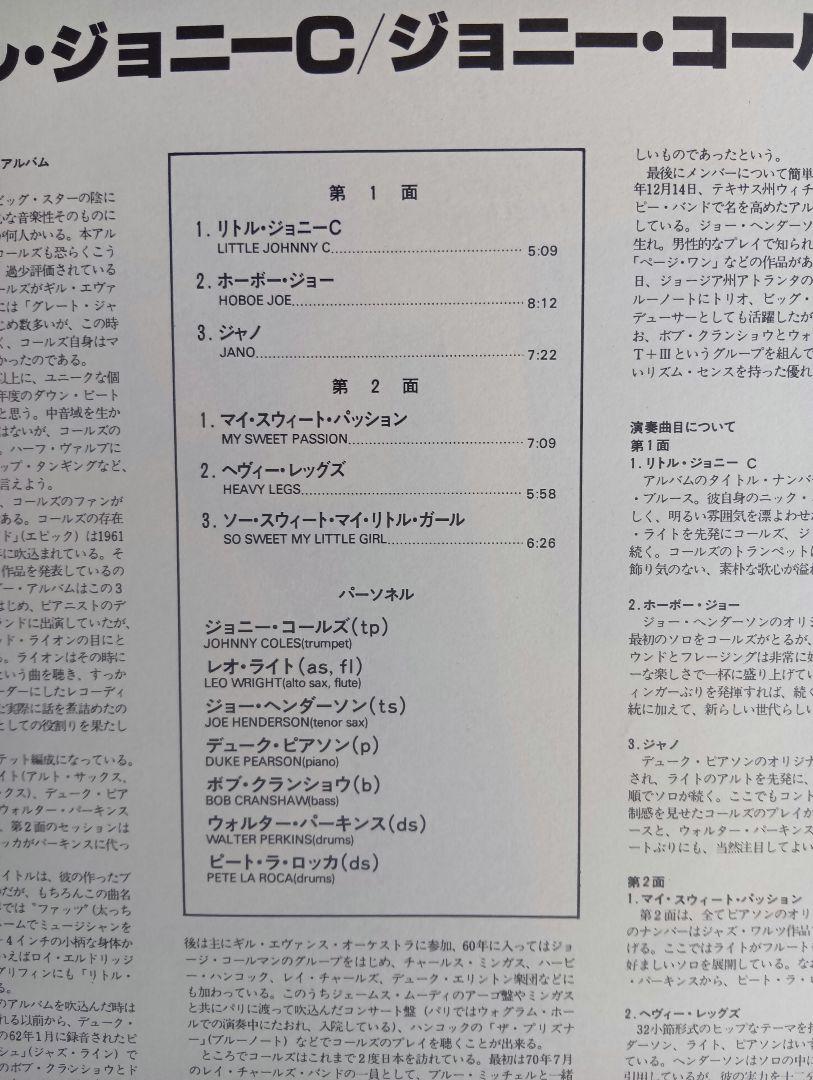 ル・ジョニーC/ジョニー・コール
アルバム
ビッグ・スターの陰に
な音楽性そのものに
が何人かいる。本アル
コールズも恐らくこう
過少評価されている
ールズがギル・エヴァ
には「グレート・ジャ
じめ数多いが、この時
く、コールズ自身はマ
かったのである。
以上に、ユニークな個
年度のダウン・ビート
と思う。中音域を生か
はないが、コールズの
。ハーフ・ヴァルブに
ップ・タンギングなど、
言えよう。
、コールズのファンが
ある。コールズの存在
ド」(エピック)は1961
に吹込まれている。そ
作品を発表しているの
ダー・アルバムはこの3
はじめ、ピアニストのデ
ランドに出演していたが、
ッド・ライオンの目にと
る。ライオンはその時に
という曲を聴き、すっか
ーダーにしたレコーディ
に実際に話を煮詰めたの
としての役割りを果たし
テット編成になっている。
イト(アルト・サックス、
ックス)、デューク・ピア
ウォルター・パーキンス
、第2面のセッションは
ッカがパーキンスに代っ
イトルは、彼の作ったブ
のだが、もちろんこの曲名
界では〝ファッツ〟(太っち
ームでミュージシャンを
ト4インチの小柄な身体か
いえばロイ・エルドリッジ
グリフィンにも「リトル・
る。
のアルバムを吹込んだ時は
れる以前から、デューク・
の62年1月に録音されたピ
シュ」(ジャズ・ライン)で
のボブ・クランショウとド
第 1 面
1. リトル・ジョニーC
LITTLE JOHNNY C........................ 5:09
2. ホーボー・ジョー
HOBOE JOE........................ 8:12
3. ジャノ
JANO........................ 7:22
第 2 面
1. マイ・スウィート・パッション
MY SWEET PASSION........................ 7:09
2. ヘヴィー・レッグズ
HEAVY LEGS........................ 5:58
3. ソー・スウィート・マイ・リトル・ガール
SO SWEET MY LITTLE GIRL........................ 6:26
パーソネル
ジョニー・コールズ(tp)
JOHNNY COLES(trumpet)
レオ・ライト(as, fl)
LEO WRIGHT(alto sax, flute)
ジョー・ヘンダーソン(ts)
JOE HENDERSON(tenor sax)
デューク・ピアソン(p)
DUKE PEARSON(piano)
ボブ・クランショウ(b)
BOB CRANSHAW(bass)
ウォルター・パーキンス(ds)
WALTER PERKINS(drums)
ピート・ラ・ロッカ(ds)
PETE LA ROCA(drums)
後は主にギル・エヴァンス・オーケストラに参加、60年に入ってはジョ
ージ・コールマンのグループをはじめ、チャールス・ミンガス、ハービ
ー・ハンコック、レイ・チャールズ、デューク・エリントン楽団などに
も加わっている。このうちジェームス・ムーディのアーゴ盤やミンガス
と共にパリに渡って吹込んだコンサート盤(パリではウォグラム・ホー
ルでの演奏中にたおれ、入院している)、ハンコックの「ザ・プリズナ
ー」(ブルーノート)などでコールズのプレイを聴くことが出来る。
ところでコールズはこれまで2度日本を訪れている。最初は70年7月
のレイ・チャールズ・バンドの一員として、ブルー・ミッチェルと一緒
しいものであったという。
最後にメンバーについて簡単
年12月14日、テキサス州ウィチ
ピー・バンドで名を高めたアル
している。ジョー・ヘンダーソ
生れ。男性的なプレイで知られ
「ページ・ワン」などの作品があ
日、ジョージア州アトランタの
ルーノートにトリオ、ビッグ・
デューサーとしても活躍したが
お、ボブ・クランショウとウォ
T+Ⅲというグループを組んで
いリズム・センスを持った優れ
演奏曲目について
第1面
1. リトル・ジョニー C
アルバムのタイトル・ナンバー
・ブルース。彼自身のニック・
しく、明るい雰囲気を漂よわせ
・ライトを先発にコールズ、ジ
続く。コールズのトランペットは
飾り気のない、素朴な歌心が溢れ
2. ホーボー・ジョー
ジョー・ヘンダーソンのオリジ
最初のソロをコールズがとるが、
ウンドとフレージングは非常に
ーな楽しさで一杯に盛り上げてい
ィンガーぶりを発揮すれば、続く
統に加えて、新らしい世代らしい
3. ジャノ
デューク・ピアソンのオリジナ
され、ライトのアルトを先発に、
順でソロが続く。ここでもコント
制感を見せたコールズのプレイが
ースと、ウォルター・パーキンス
ートぶりにも、当然注目してよい
第2面
1. マイ・スウィート・パッション
第2面は、全てピアソンのオリ
のナンバーはジャズ・ワルツ作品
げる。ここではライトがフルート
好ましいソロを展開している。な
・パーキンスから、ピート・ラ・ロ
2. ヘヴィー・レッグズ
32小節形式のヒップなテーマを
ダーソン、ライト、ピアソンはい
ている。ヘンダーソンはソロの中に
引用しているが、彼の実力を十二分